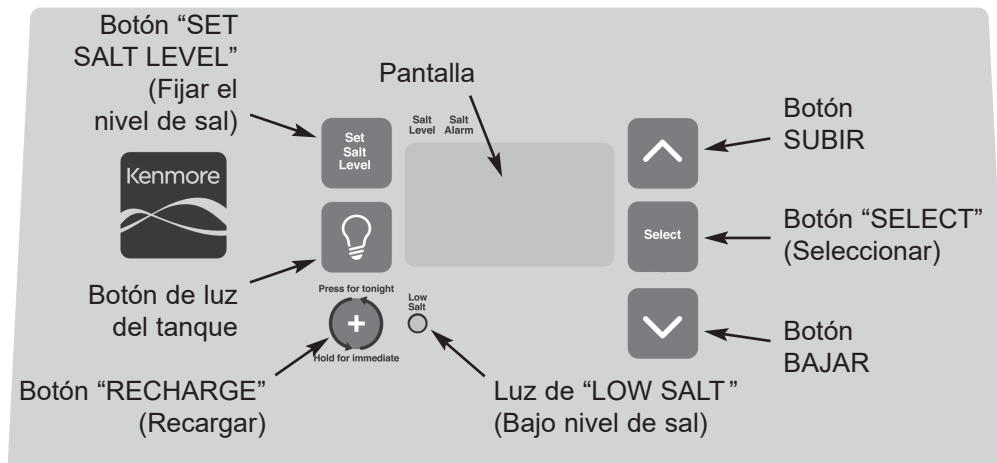 Botón “SET
SALT LEVEL”
(Fijar el
nivel de sal)
Pantalla
Botón
SUBIR
Salt
Level
Salt
Alarm
Set
Salt
Level
Kenmore
Select
Botón “SELECT”
(Seleccionar)
Botón de luz
del tanque
Press for tonight
+
Hold for immediate
Low
Salt
Botón
BAJAR
Botón “RECHARGE”
(Recargar)
Luz de “LOW SALT”
(Bajo nivel de sal)